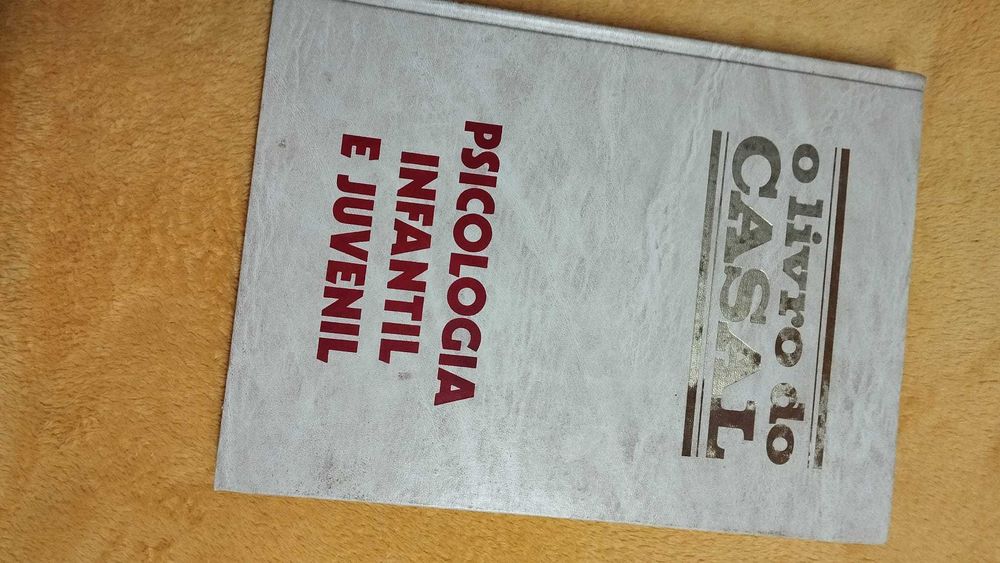 o livro do
CASAL
PSICOLOGIA
INFANTIL
E JUVENIL